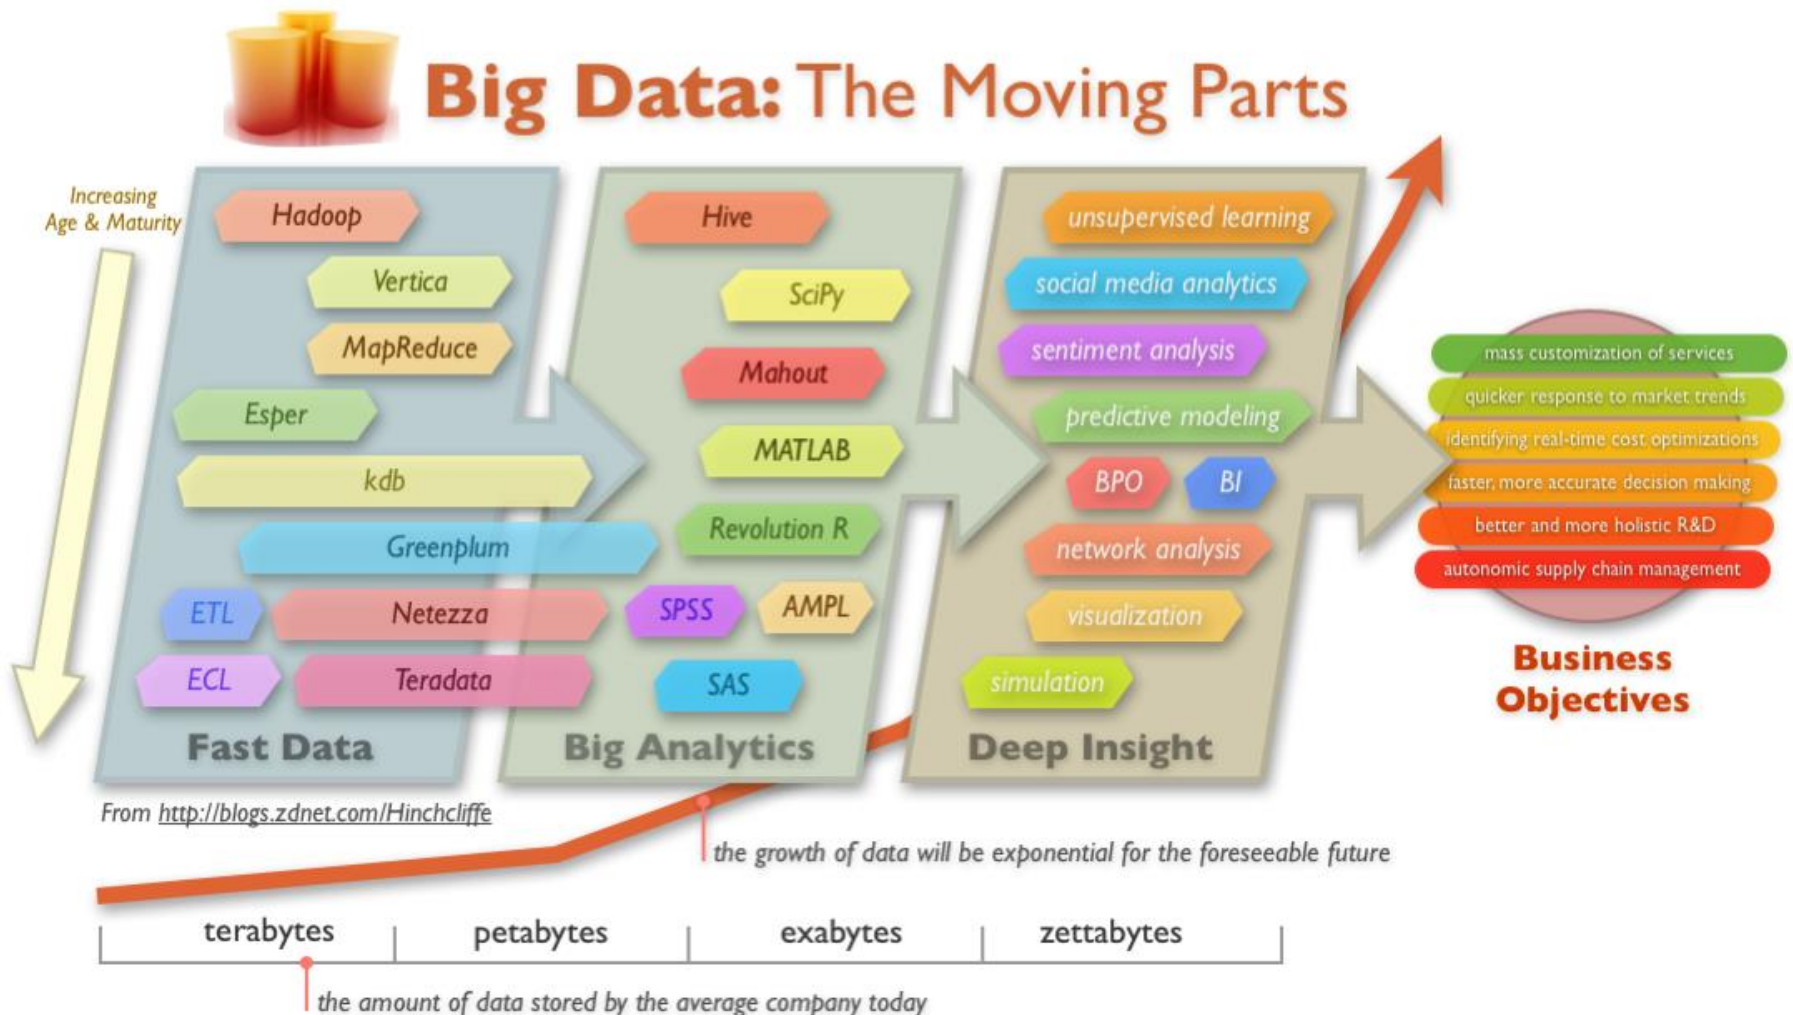 Big Data: The Moving Parts
Increasing
Age & Maturity
Hadoop
Vertica
MapReduce
Esper
kdb
Greenplum
ETL
Netezza
ECL
Teradata
Fast Data
Hive
SciPy
Mahout
MATLAB
Revolution R
SPSS
AMPL
SAS
Big Analytics
unsupervised learning
social media analytics
sentiment analysis
predictive modeling
BPO
BI
network analysis
visualization
simulation
Deep Insight
mass customization of services
quicker response to market trends
identifying real-time cost optimizations
faster, more accurate decision making
better and more holistic R&D
autonomic supply chain management
Business
Objectives
From http://blogs.zdnet.com/Hinchcliffe
the growth of data will be exponential for the foreseeable future
terabytes
petabytes
exabytes
zettabytes
the amount of data stored by the average company today